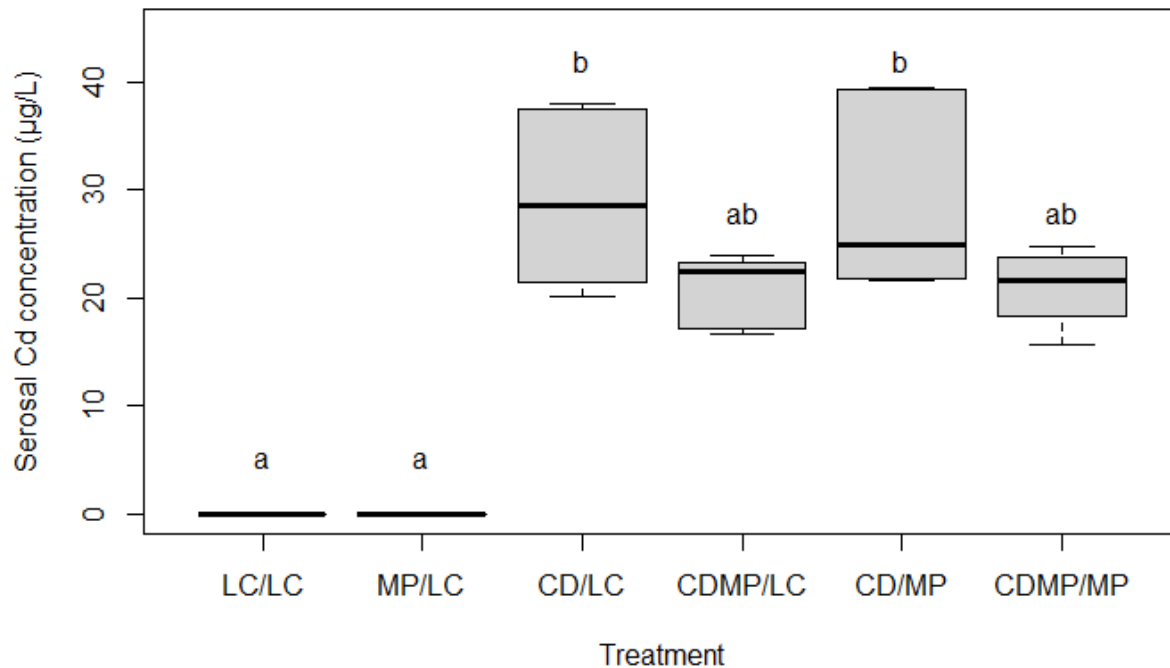 Serosal Cd concentration (µg/L)
40
30
20
10
0
a
a
b
ab
b
ab
LC/LC
MP/LC
CD/LC
CDMP/LC
CD/MP
CDMP/MP
Treatment